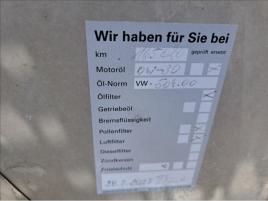 Wir haben für Sie bei
km geprüft ersetzt
Motoröl 0W-30
Öl-Norm VW-504.00
Ölfilter
Getriebeöl
Bremsflüssigkeit
Pollenfilter
Luftfilter
Dieselfilter
Zündkerzen
Frostschutz